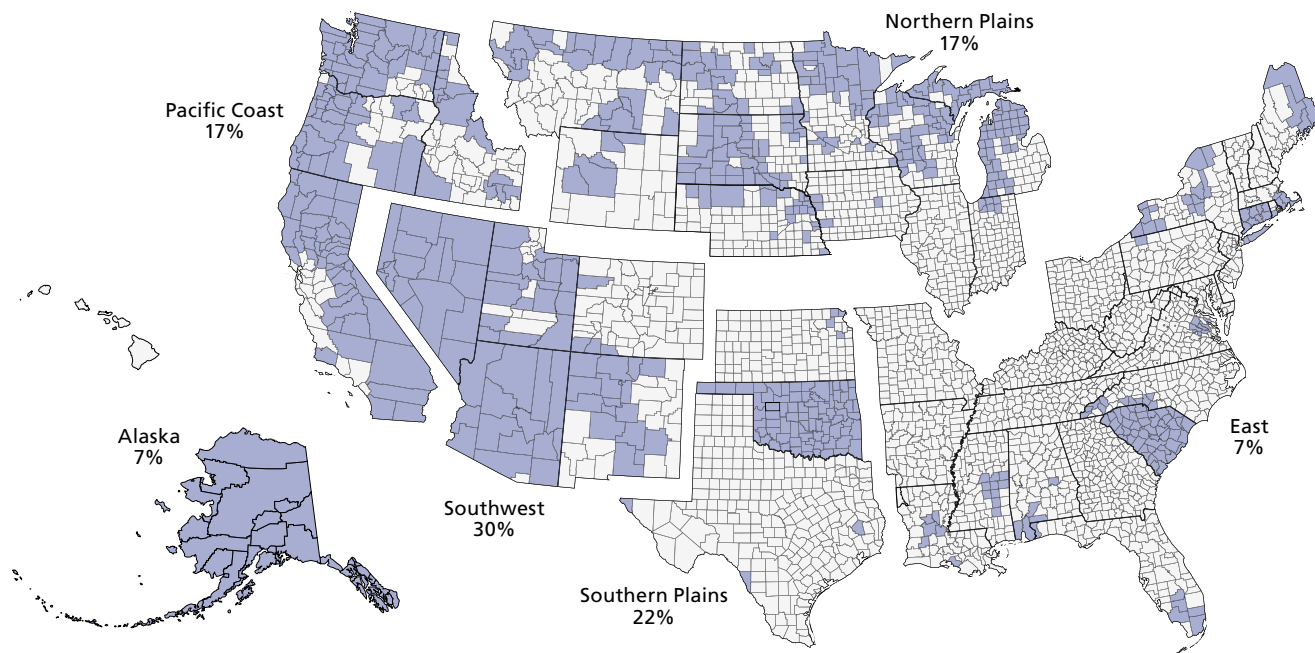 Northern Plains
17%
Pacific Coast
17%
Alaska
7%
East
7%
Southwest
30%
Southern Plains
22%